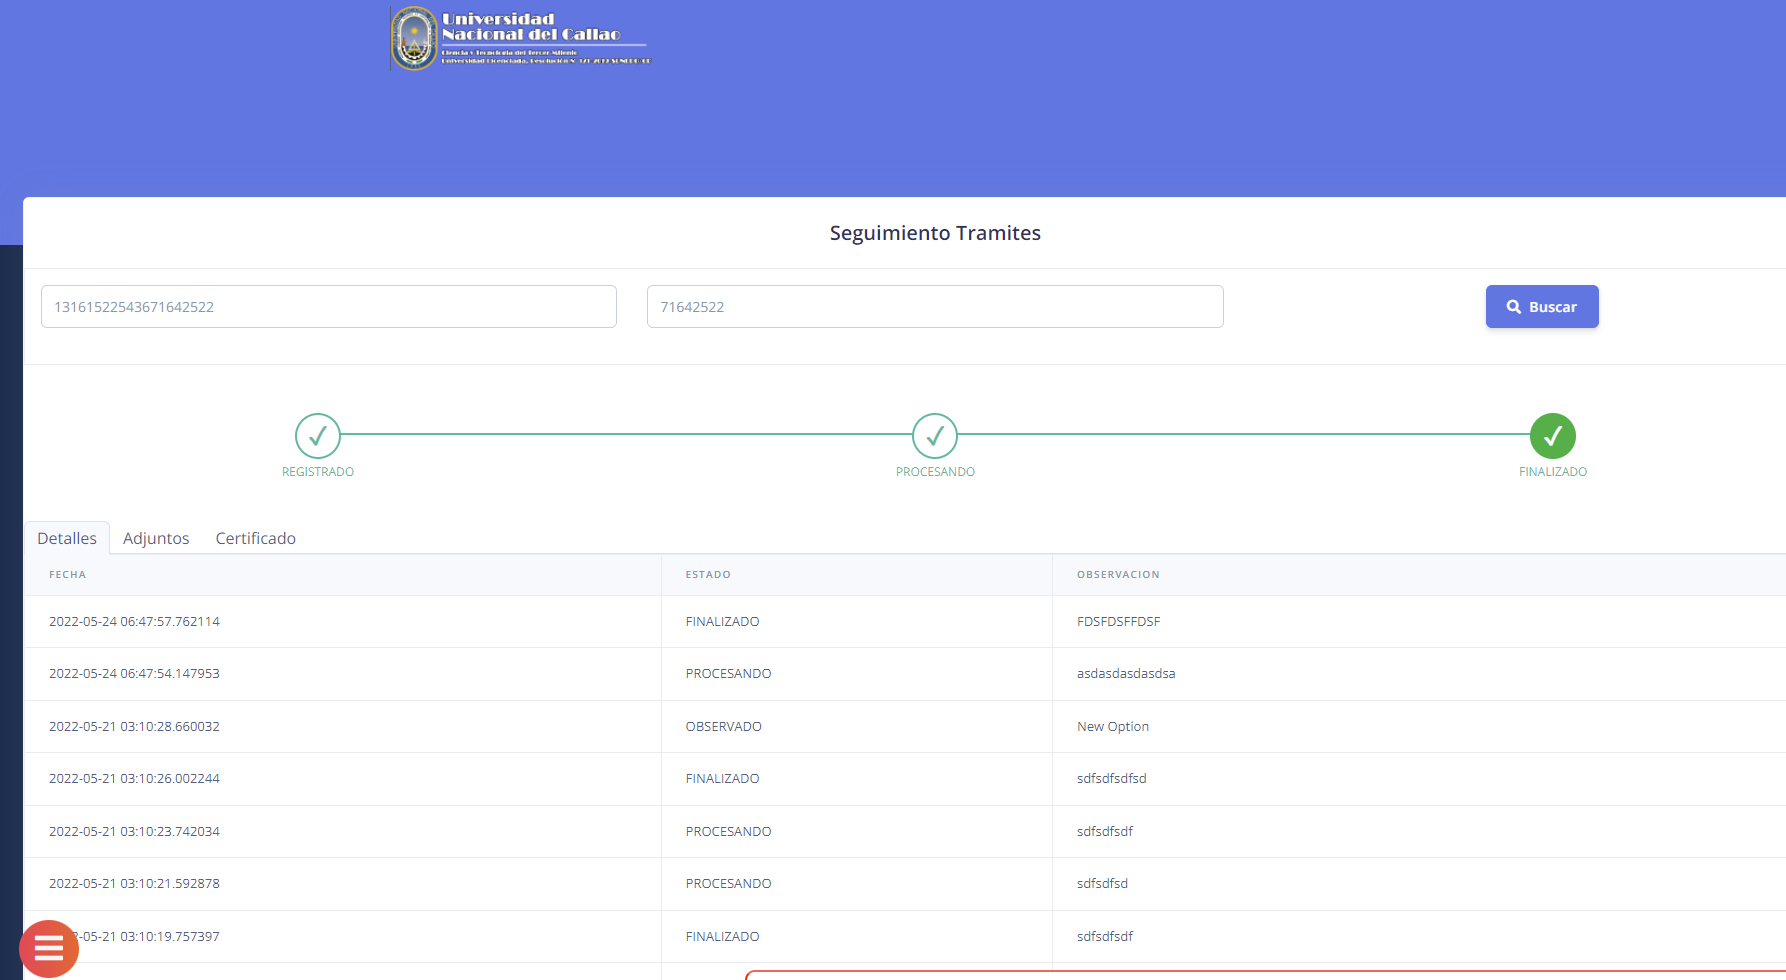 Universidad
Nacional del Callao
Ciencia y Tecnología del Tercer Milenio
Universidad Licenciada, Resolución N° 171-2019-SUNEDU/CD
Seguimiento Tramites
13161522543671642522 71642522 Buscar
REGISTRADO PROCESANDO FINALIZADO
Detalles Adjuntos Certificado
FECHA ESTADO OBSERVACION
2022-05-24 06:47:57.762114 FINALIZADO FDSFDSFFDSF
2022-05-24 06:47:54.147953 PROCESANDO asdasdasdasdsa
2022-05-21 03:10:28.660032 OBSERVADO New Option
2022-05-21 03:10:26.002244 FINALIZADO sdfsdfsdfsd
2022-05-21 03:10:23.742034 PROCESANDO sdfsdfsdf
2022-05-21 03:10:21.592878 PROCESANDO sdfsdfsd
-05-21 03:10:19.757397 FINALIZADO sdfsdfsdf